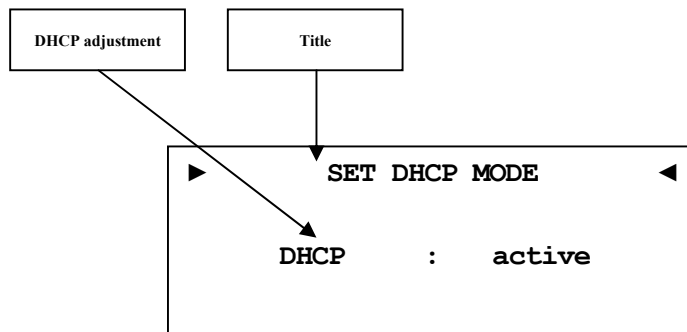 DHCP adjustment
Title
► SET DHCP MODE ◄
DHCP : active